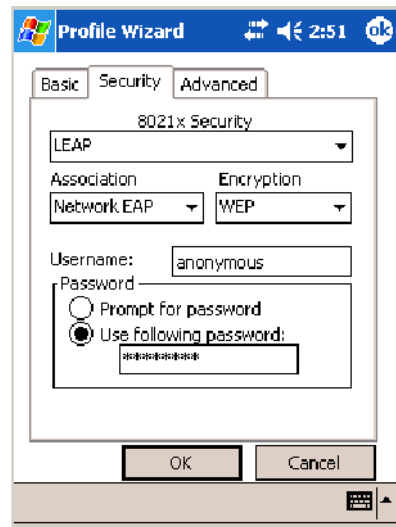 Profile Wizard 2:51 ok
Basic Security Advanced
8021x Security
LEAP
Association Encryption
Network EAP WEP
Username: anonymous
Password
Prompt for password
Use following password:
*********
OK Cancel